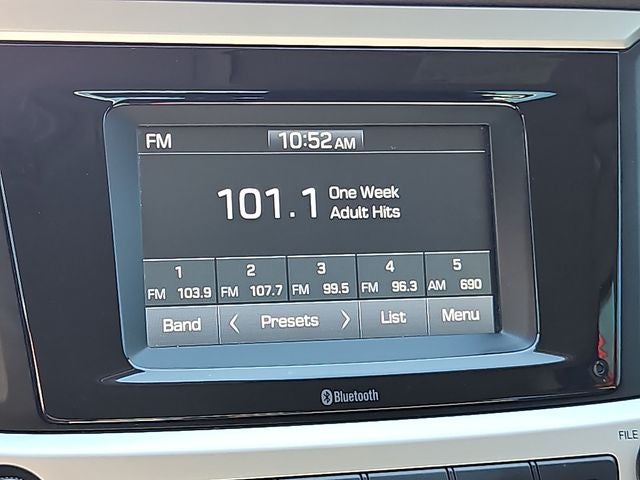 FM 10:52 AM
101.1 One Week
Adult Hits
1 2 3 4 5
FM 103.9 FM 107.7 FM 99.5 FM 96.3 AM 690
Band < Presets > List Menu
Bluetooth
FILE